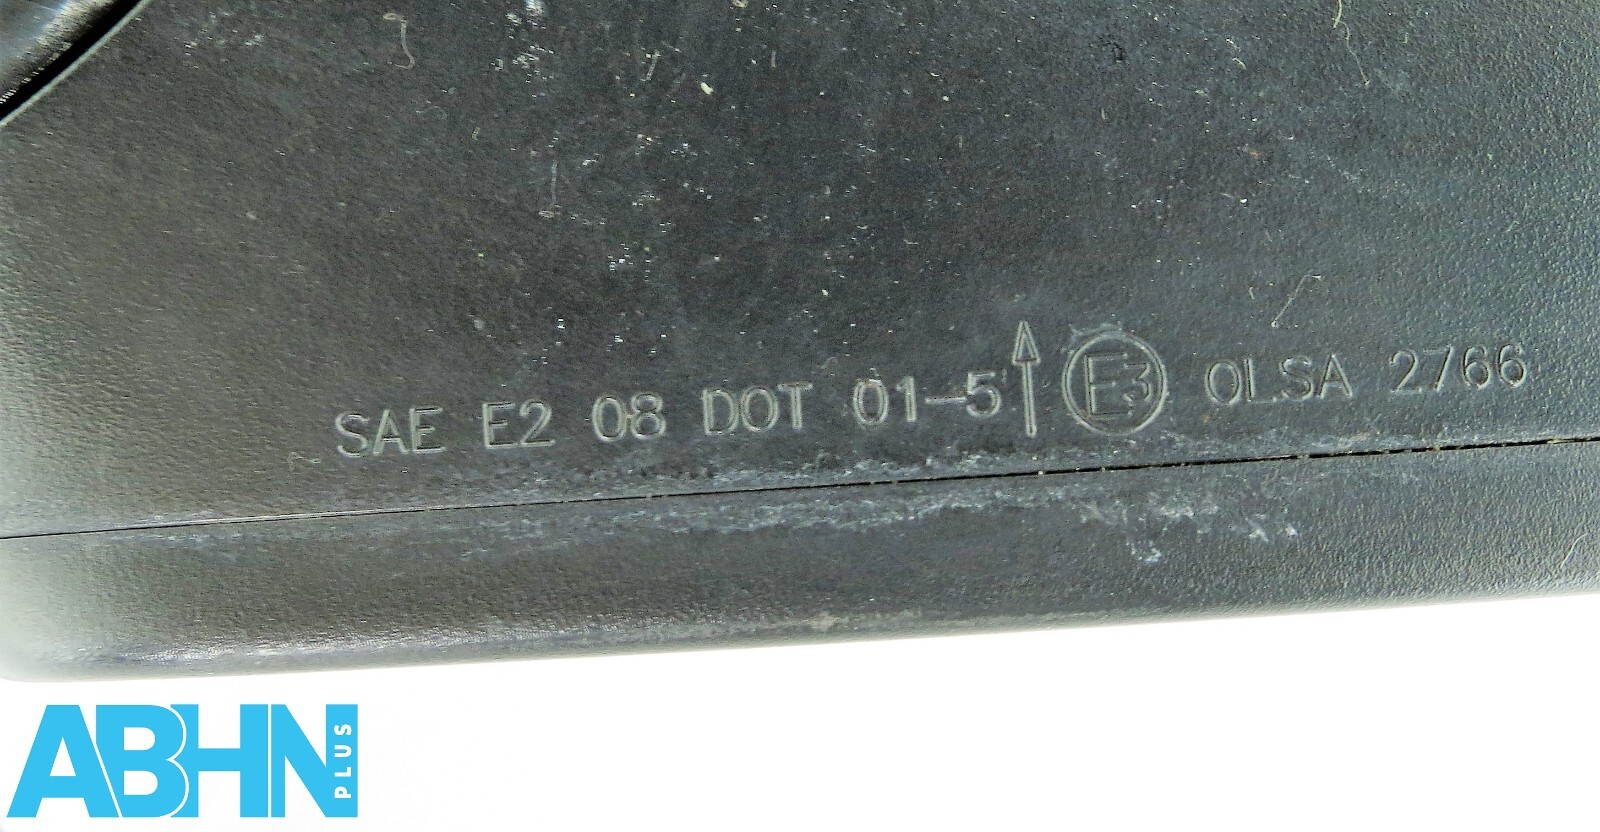 SAE E2 08 DOT 01-5↑ E3 OLSA 2766
ABHN PLUS